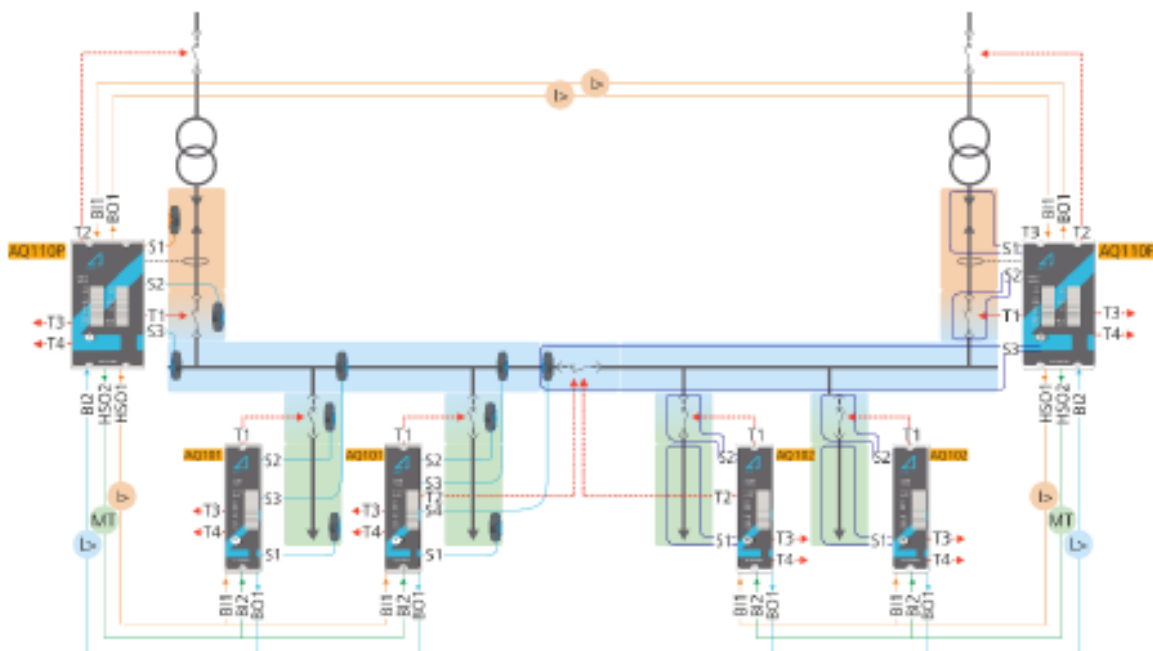 L>
I>
BI1
BO1
BI1
BO1
T2
T3
T2
AQ110P
S1
S1
AQ110P
S2
S2
T3
T1
T1
T3
T4
S3
S3
T4
BI2
HSO2
HSO1
HSO1
HSO2
BI2
T1
T1
T1
T1
AQ101
S2
AQ101
S2
S2
AQ102
S2
AQ102
S3
S3
T2
T2
I>
I>
T3
T3
S4
MT
MT
T4
T4
S1
T3
S1
T3
L>
L>
S1
S1
T4
T4
BI1
BI2
BO1
BI1
BI2
BO1
BI1
BI2
BO1
BI1
BI2
BO1